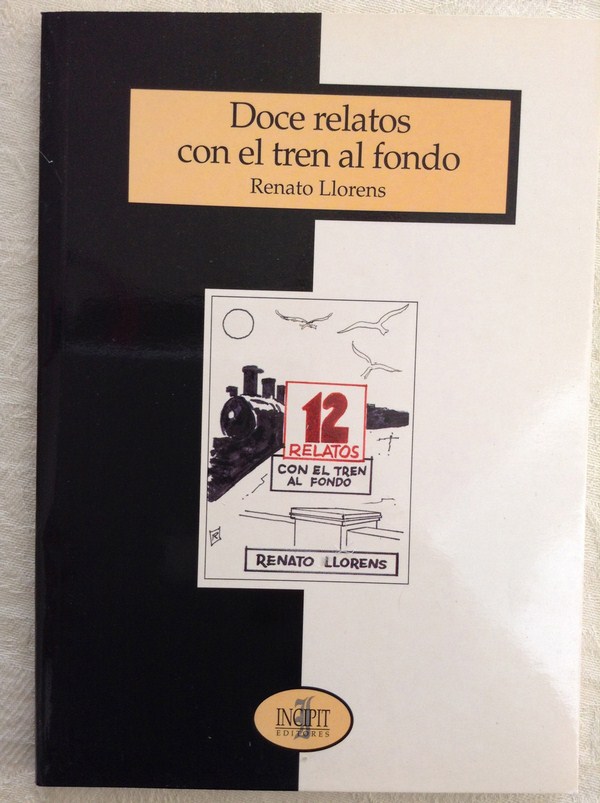 Doce relatos
con el tren al fondo
Renato Llorens
12
RELATOS
CON EL TREN
AL FONDO
RENATO LLORENS
INCIPIT
EDITORES